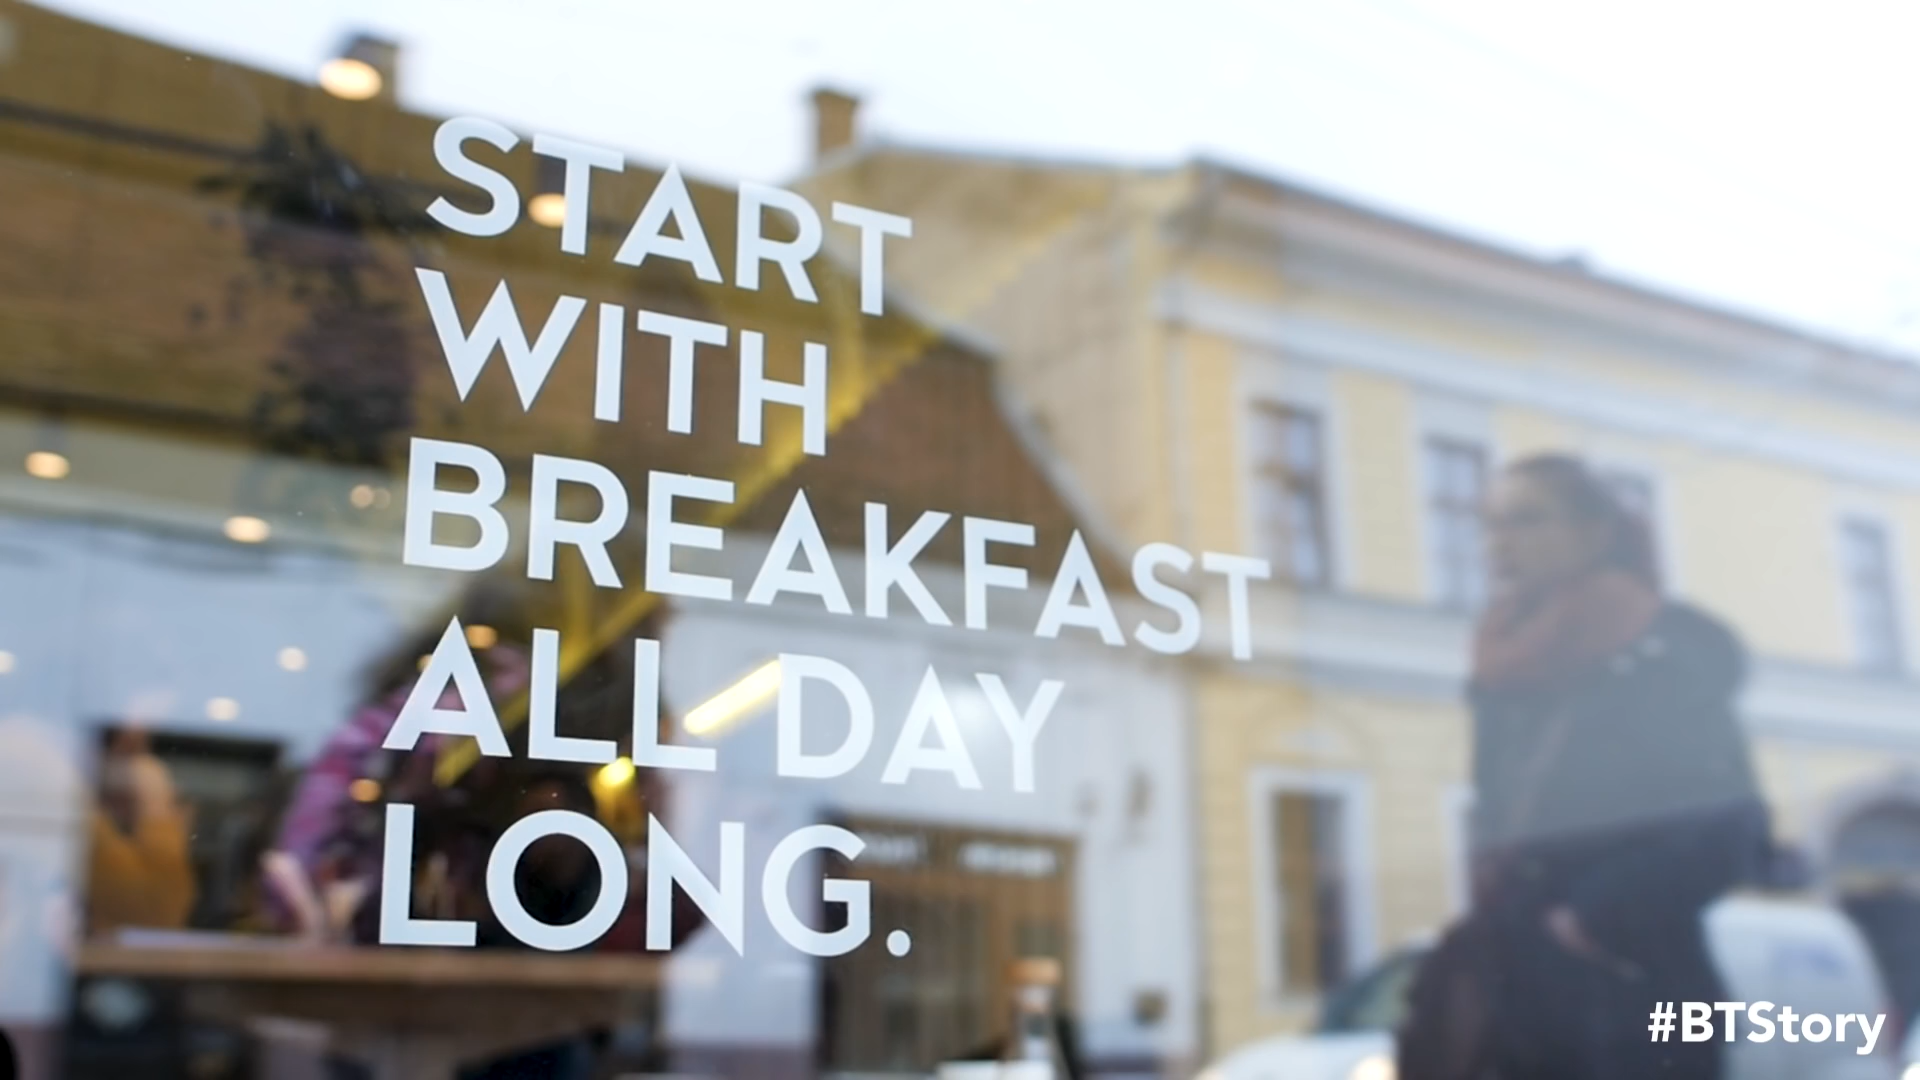 START
WITH
BREAKFAST
ALL DAY
LONG.
#BTStory